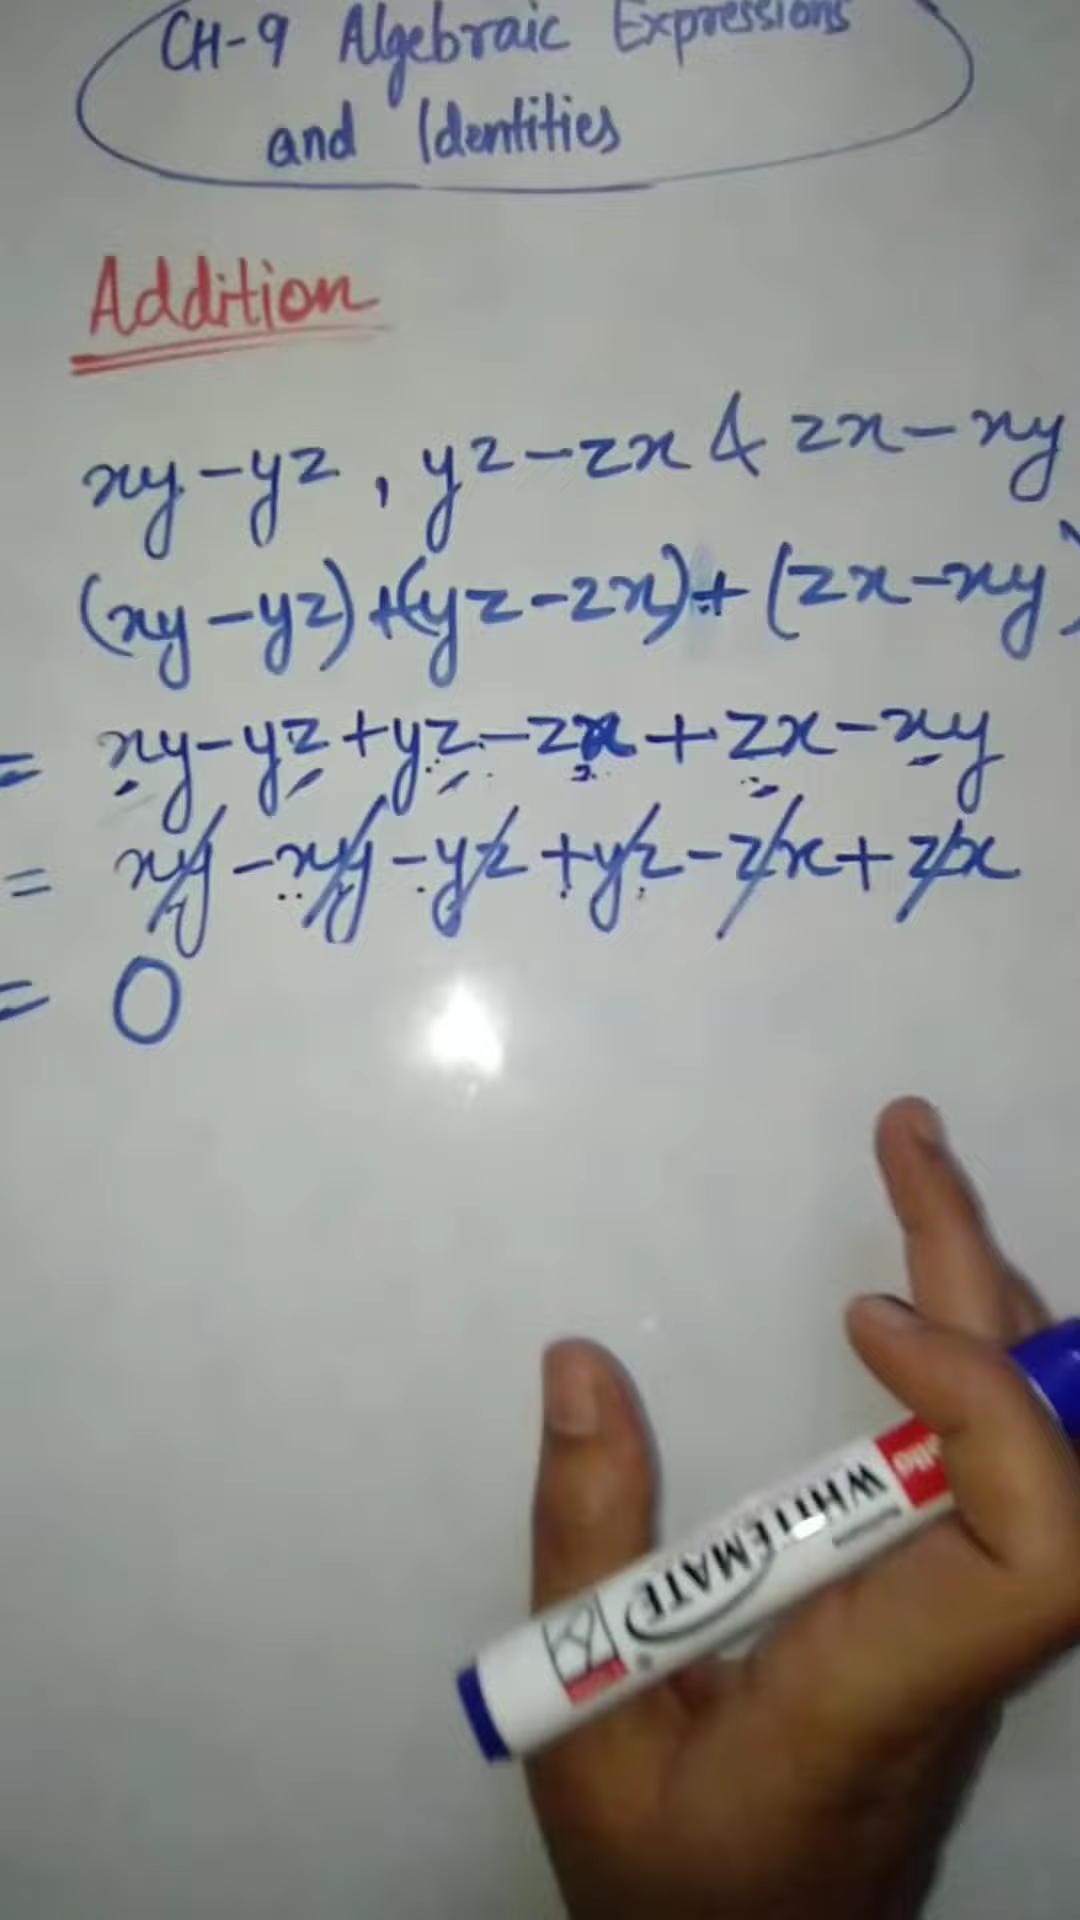 CH-9 Algebraic Expressions
and Identities
Addition
xy-yz, yz-zx & zx-xy
(xy-yz)+(yz-zx)+(zx-xy)
= xy-yz+yz-zx+zx-xy
= xy-xy-yz+yz-zx+zx
= 0
WHITEMATE